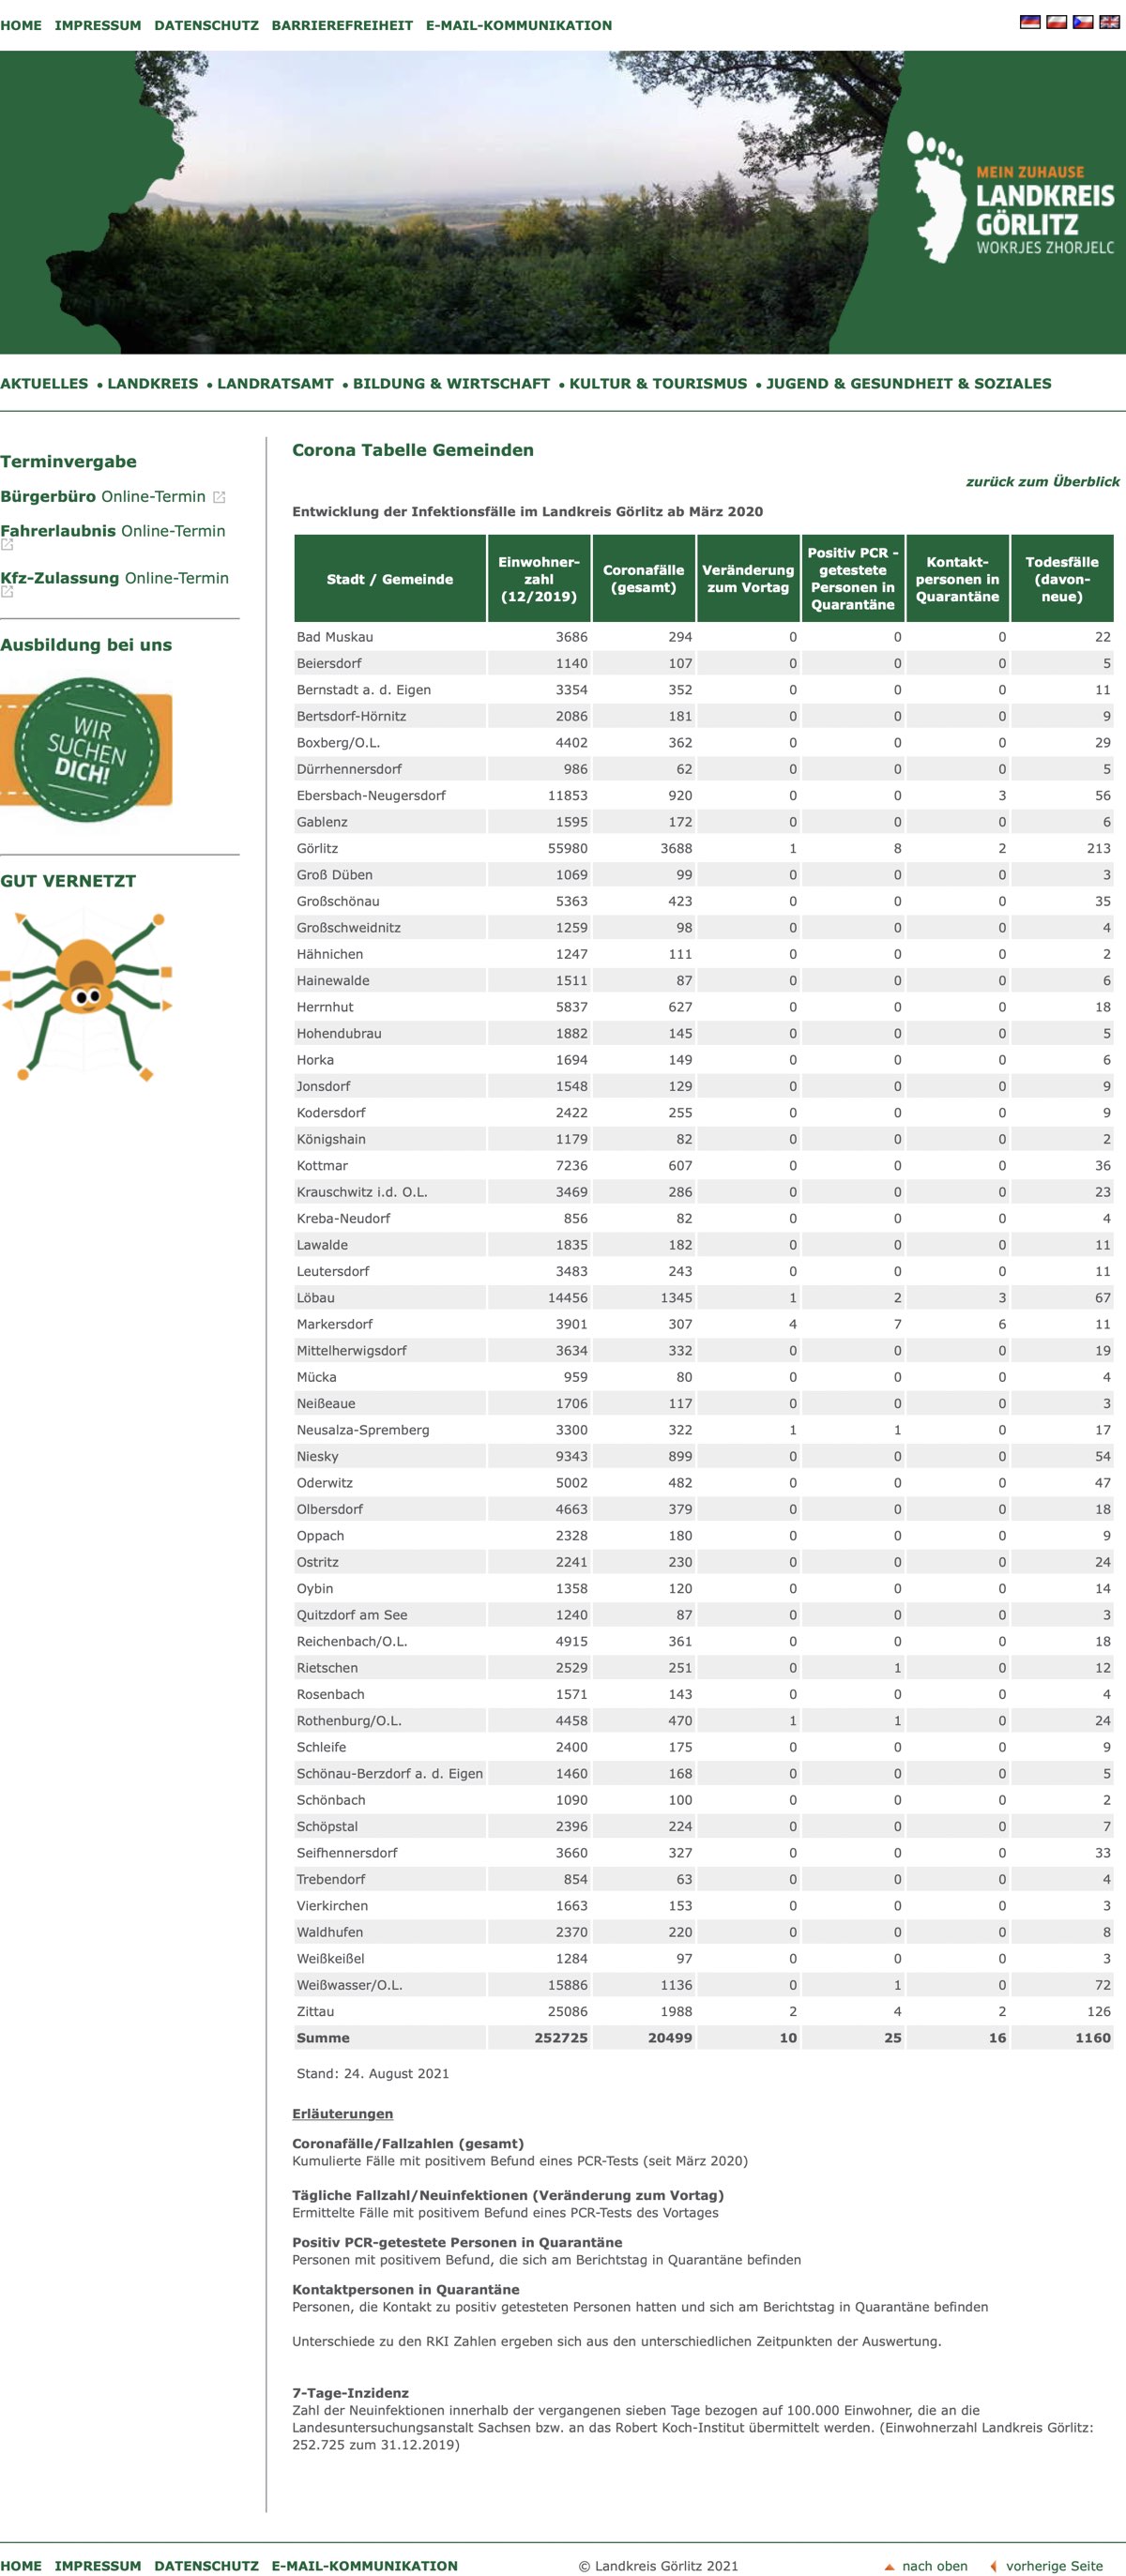 HOME IMPRESSUM DATENSCHUTZ BARRIEREFREIHEIT E-MAIL-KOMMUNIKATION
MEIN ZUHAUSE
LANDKREIS
GÖRLITZ
WOKRJES ZHORJELC
AKTUELLES • LANDKREIS • LANDRATSAMT • BILDUNG & WIRTSCHAFT • KULTUR & TOURISMUS • JUGEND & GESUNDHEIT & SOZIALES
Terminvergabe
Bürgerbüro Online-Termin
Fahrerlaubnis Online-Termin
Kfz-Zulassung Online-Termin
Ausbildung bei uns
WIR
SUCHEN
DICH!
GUT VERNETZT
Corona Tabelle Gemeinden
zurück zum Überblick
Entwicklung der Infektionsfälle im Landkreis Görlitz ab März 2020
Stadt / Gemeinde Einwohner-zahl (12/2019) Coronafälle (gesamt) Veränderung zum Vortag Positiv PCR - getestete Personen in Quarantäne Kontakt-personen in Quarantäne Todesfälle (davon-neue)
Bad Muskau 3686 294 0 0 0 22
Beiersdorf 1140 107 0 0 0 5
Bernstadt a. d. Eigen 3354 352 0 0 0 11
Bertsdorf-Hörnitz 2086 181 0 0 0 9
Boxberg/O.L. 4402 362 0 0 0 29
Dürrhennersdorf 986 62 0 0 0 5
Ebersbach-Neugersdorf 11853 920 0 0 3 56
Gablenz 1595 172 0 0 0 6
Görlitz 55980 3688 1 8 2 213
Groß Düben 1069 99 0 0 0 3
Großschönau 5363 423 0 0 0 35
Großschweidnitz 1259 98 0 0 0 4
Hähnichen 1247 111 0 0 0 2
Hainewalde 1511 87 0 0 0 6
Herrnhut 5837 627 0 0 0 18
Hohendubrau 1882 145 0 0 0 5
Horka 1694 149 0 0 0 6
Jonsdorf 1548 129 0 0 0 9
Kodersdorf 2422 255 0 0 0 9
Königshain 1179 82 0 0 0 2
Kottmar 7236 607 0 0 0 36
Krauschwitz i.d. O.L. 3469 286 0 0 0 23
Kreba-Neudorf 856 82 0 0 0 4
Lawalde 1835 182 0 0 0 11
Leutersdorf 3483 243 0 0 0 11
Löbau 14456 1345 1 2 3 67
Markersdorf 3901 307 4 7 6 11
Mittelherwigsdorf 3634 332 0 0 0 19
Mücka 959 80 0 0 0 4
Neißeaue 1706 117 0 0 0 3
Neusalza-Spremberg 3300 322 1 1 0 17
Niesky 9343 899 0 0 0 54
Oderwitz 5002 482 0 0 0 47
Olbersdorf 4663 379 0 0 0 18
Oppach 2328 180 0 0 0 9
Ostritz 2241 230 0 0 0 24
Oybin 1358 120 0 0 0 14
Quitzdorf am See 1240 87 0 0 0 3
Reichenbach/O.L. 4915 361 0 0 0 18
Rietschen 2529 251 0 1 0 12
Rosenbach 1571 143 0 0 0 4
Rothenburg/O.L. 4458 470 1 1 0 24
Schleife 2400 175 0 0 0 9
Schönau-Berzdorf a. d. Eigen 1460 168 0 0 0 5
Schönbach 1090 100 0 0 0 2
Schöpstal 2396 224 0 0 0 7
Seifhennersdorf 3660 327 0 0 0 33
Trebendorf 854 63 0 0 0 4
Vierkirchen 1663 153 0 0 0 3
Waldhufen 2370 220 0 0 0 8
Weißkeißel 1284 97 0 0 0 3
Weißwasser/O.L. 15886 1136 0 1 0 72
Zittau 25086 1988 2 4 2 126
Summe 252725 20499 10 25 16 1160
Stand: 24. August 2021
Erläuterungen
Coronafälle/Fallzahlen (gesamt)
Kumulierte Fälle mit positivem Befund eines PCR-Tests (seit März 2020)
Tägliche Fallzahl/Neuinfektionen (Veränderung zum Vortag)
Ermittelte Fälle mit positivem Befund eines PCR-Tests des Vortages
Positiv PCR-getestete Personen in Quarantäne
Personen mit positivem Befund, die sich am Berichtstag in Quarantäne befinden
Kontaktpersonen in Quarantäne
Personen, die Kontakt zu positiv getesteten Personen hatten und sich am Berichtstag in Quarantäne befinden
Unterschiede zu den RKI Zahlen ergeben sich aus den unterschiedlichen Zeitpunkten der Auswertung.
7-Tage-Inzidenz
Zahl der Neuinfektionen innerhalb der vergangenen sieben Tage bezogen auf 100.000 Einwohner, die an die
Landesuntersuchungsanstalt Sachsen bzw. an das Robert Koch-Institut übermittelt werden. (Einwohnerzahl Landkreis Görlitz:
252.725 zum 31.12.2019)
HOME IMPRESSUM DATENSCHUTZ E-MAIL-KOMMUNIKATION © Landkreis Görlitz 2021 nach oben vorherige Seite